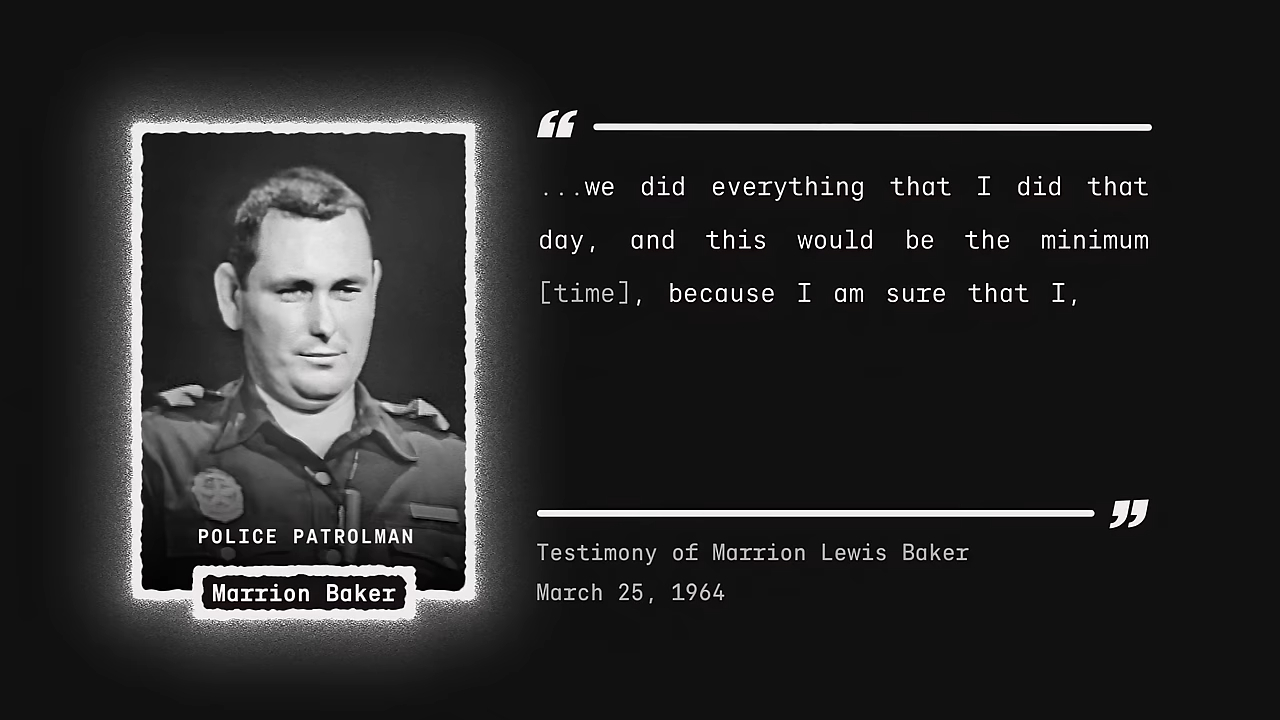 “
...we did everything that I did that
day, and this would be the minimum
[time], because I am sure that I,
”
Testimony of Marrion Lewis Baker
March 25, 1964
POLICE PATROLMAN
Marrion Baker